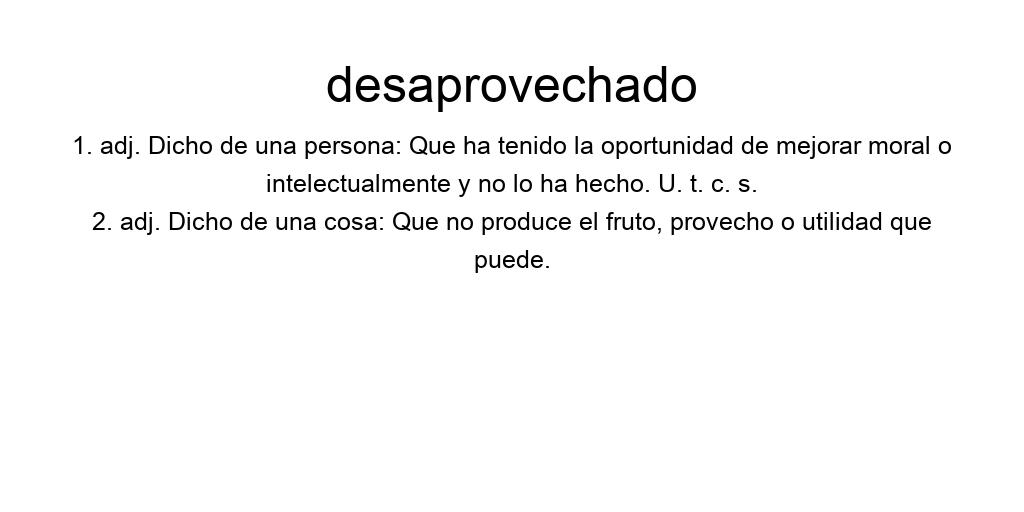 desaprovechado
1. adj. Dicho de una persona: Que ha tenido la oportunidad de mejorar moral o
intelectualmente y no lo ha hecho. U. t. c. s.
2. adj. Dicho de una cosa: Que no produce el fruto, provecho o utilidad que
puede.